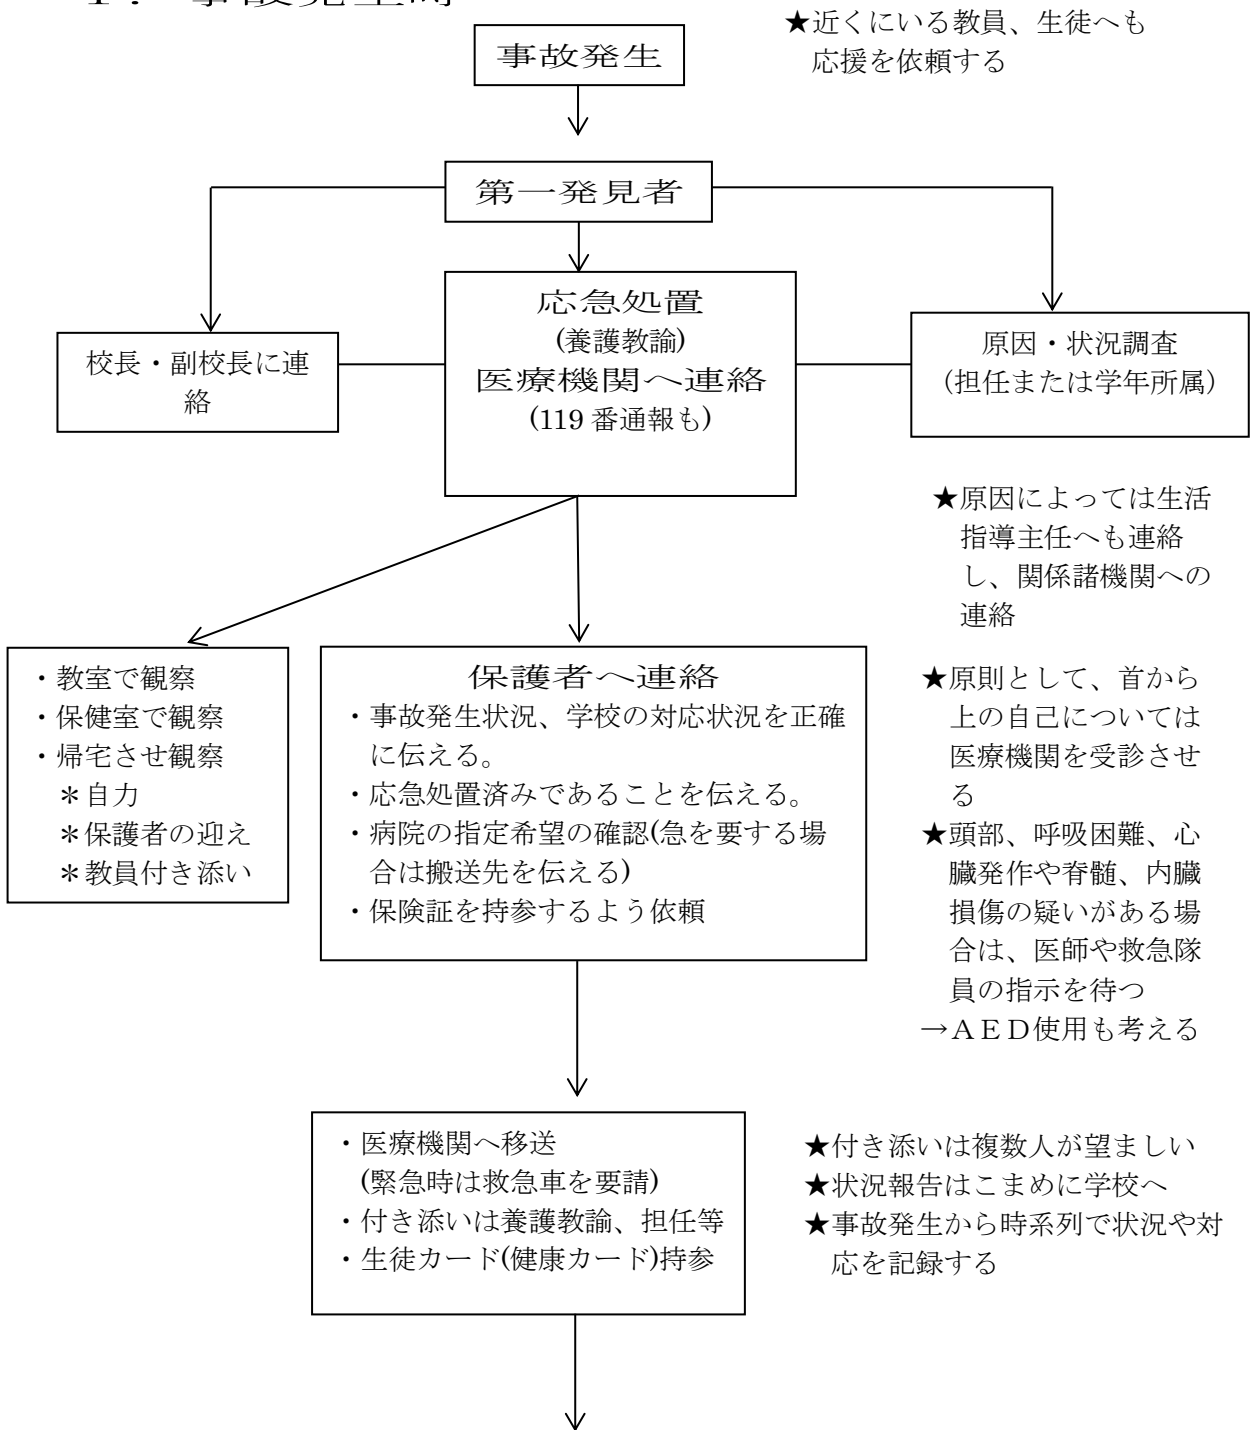 1. 事故発生時
★近くにいる教員、生徒へも
応援を依頼する
事故発生
第一発見者
校長・副校長に連
絡
応急処置
(養護教諭)
医療機関へ連絡
(119 番通報も)
原因・状況調査
(担任または学年所属)
★原因によっては生活
指導主任へも連絡
し、関係諸機関への
連絡
・教室で観察
・保健室で観察
・帰宅させ観察
＊自力
＊保護者の迎え
＊教員付き添い
保護者へ連絡
・事故発生状況、学校の対応状況を正確
に伝える。
・応急処置済みであることを伝える。
・病院の指定希望の確認(急を要する場
合は搬送先を伝える)
・保険証を持参するよう依頼
★原則として、首から
上の自己については
医療機関を受診させ
る
★頭部、呼吸困難、心
臓発作や脊髄、内臓
損傷の疑いがある場
合は、医師や救急隊
員の指示を待つ
→ＡＥＤ使用も考える
・医療機関へ移送
(緊急時は救急車を要請)
・付き添いは養護教諭、担任等
・生徒カード(健康カード)持参
★付き添いは複数人が望ましい
★状況報告はこまめに学校へ
★事故発生から時系列で状況や対
応を記録する